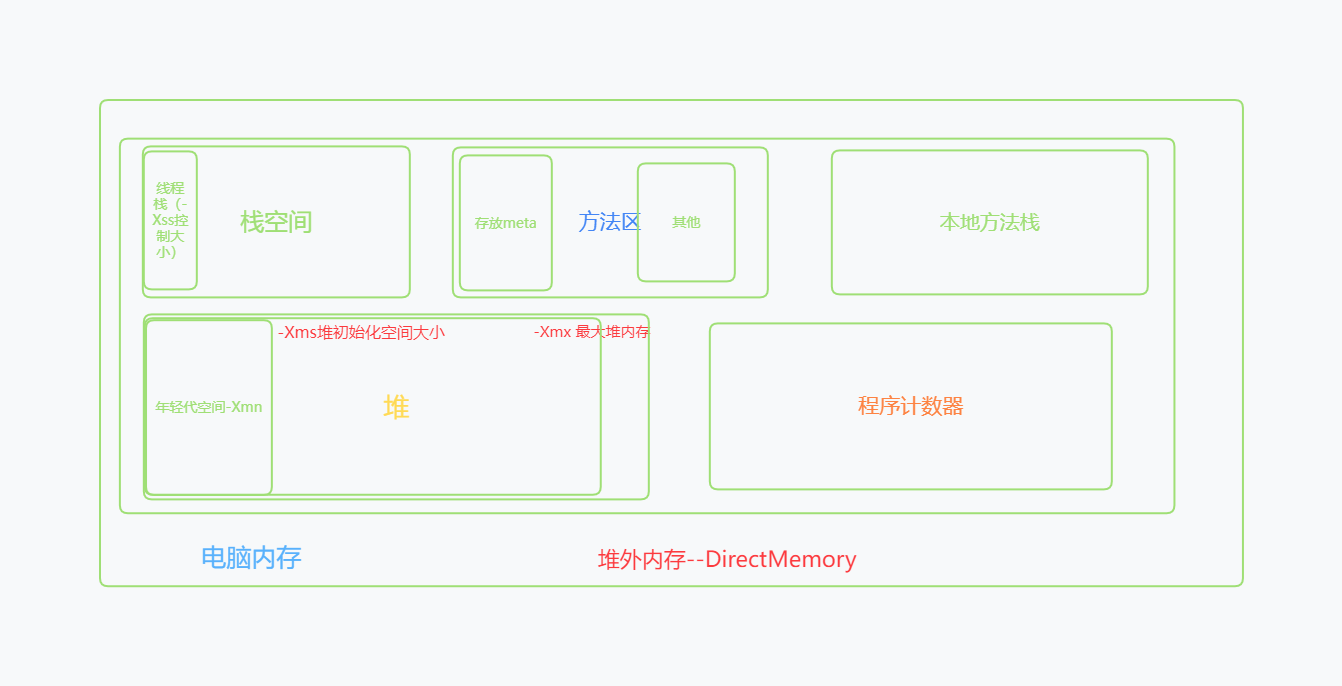 线程
栈（-
Xss控
制大
小）
栈空间
存放meta
方法区
其他
本地方法栈
-Xms堆初始化空间大小
-Xmx 最大堆内存
年轻代空间-Xmn
堆
程序计数器
电脑内存
堆外内存--DirectMemory